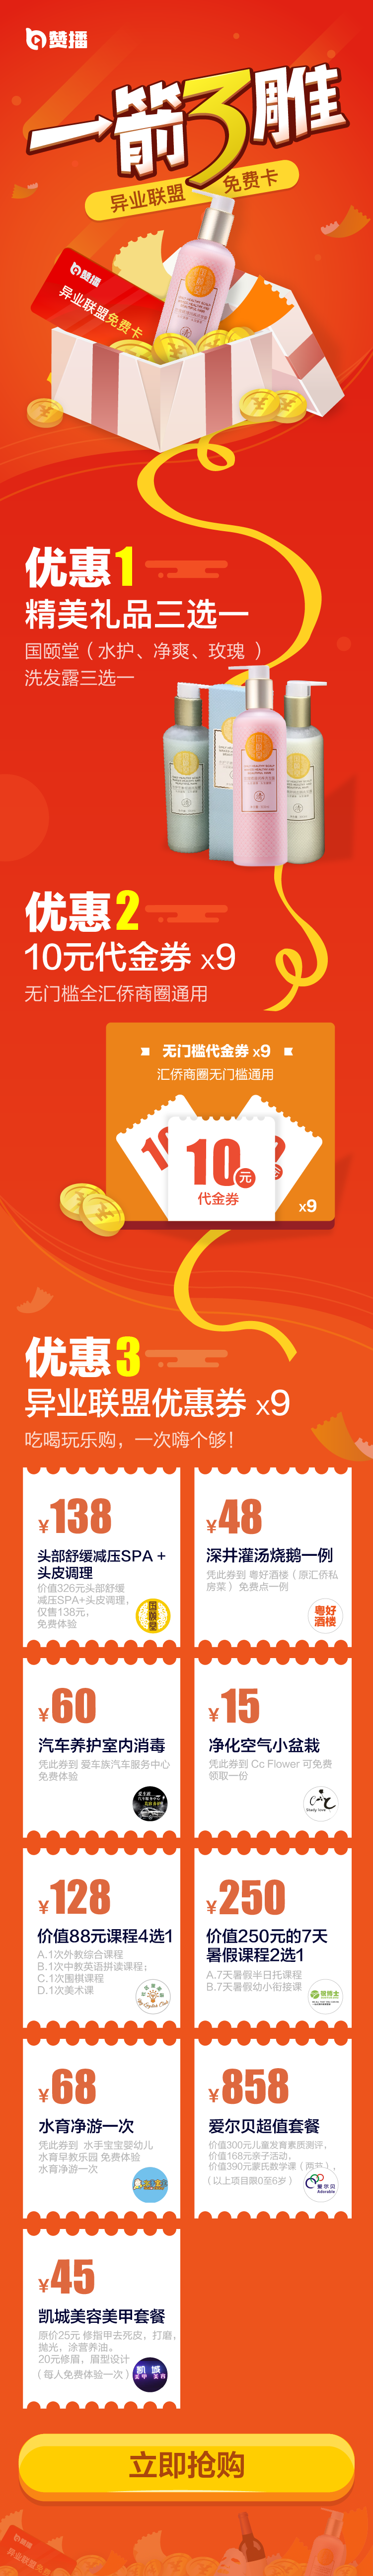 赞播
一箭3雕
异业联盟 免费卡
赞播
异业联盟免费卡
优惠1
精美礼品三选一
国颐堂（水护、净爽、玫瑰 ）
洗发露三选一
优惠2
10元代金券 x9
无门槛全汇侨商圈通用
无门槛代金券 x9
汇侨商圈无门槛通用
10元
代金券
x9
优惠3
异业联盟优惠券 x9
吃喝玩乐购，一次嗨个够！
¥138
头部舒缓减压SPA +
头皮调理
价值326元头部舒缓
减压SPA+头皮调理，
仅售138元，
免费体验
国颐堂
¥48
深井灌汤烧鹅一例
凭此券到 粤好酒楼（原汇侨私
房菜 ）免费点一例
粤好
酒楼
¥60
汽车养护室内消毒
凭此券到 爱车族汽车服务中心
免费体验
¥15
净化空气小盆栽
凭此券到 Cc Flower 可免费
领取一份
¥128
价值88元课程4选1
A.1次外教综合课程
B.1次中教英语拼读课程；
C.1次围棋课程
D.1次美术课
¥250
价值250元的7天
暑假课程2选1
A.7天暑假半日托课程
B.7天暑假幼小衔接课
¥68
水育净游一次
凭此券到 水手宝宝婴幼儿
水育早教乐园 免费体验
水育净游一次
¥858
爱尔贝超值套餐
价值300元儿童发育素质测评，
价值168元亲子活动，
价值390元蒙氏数学课（两节），
（以上项目限0至6岁）
爱尔贝
Adorable
¥45
凯城美容美甲套餐
原价25元 修指甲去死皮，打磨，
抛光，涂营养油。
20元修眉，眉型设计
（每人免费体验一次）
凯城
立即抢购
赞播
异业联盟免费